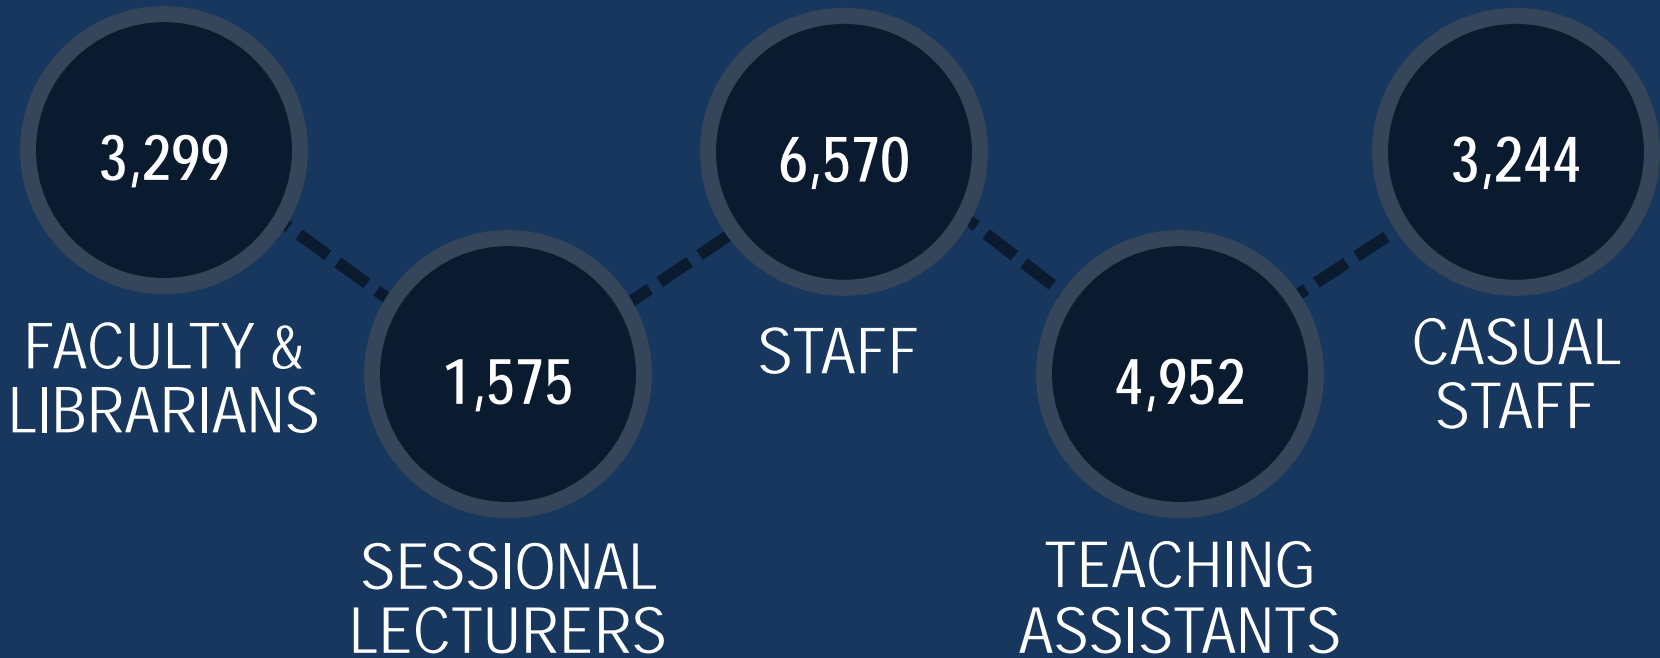 3,299
FACULTY &
LIBRARIANS
1,575
SESSIONAL
LECTURERS
6,570
STAFF
4,952
TEACHING
ASSISTANTS
3,244
CASUAL
STAFF